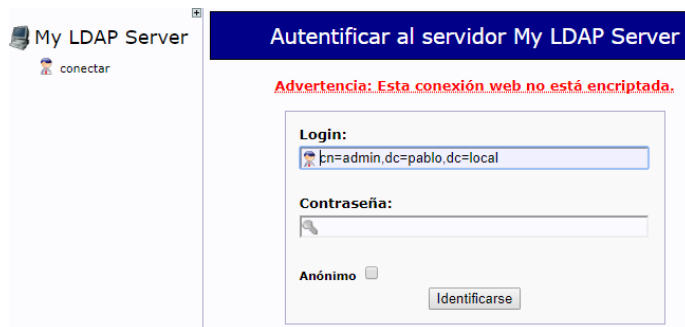 My LDAP Server
conectar
Autentificar al servidor My LDAP Server
Advertencia: Esta conexión web no está encriptada.
Login:
cn=admin,dc=pablo,dc=local
Contraseña:
Anónimo
Identificarse